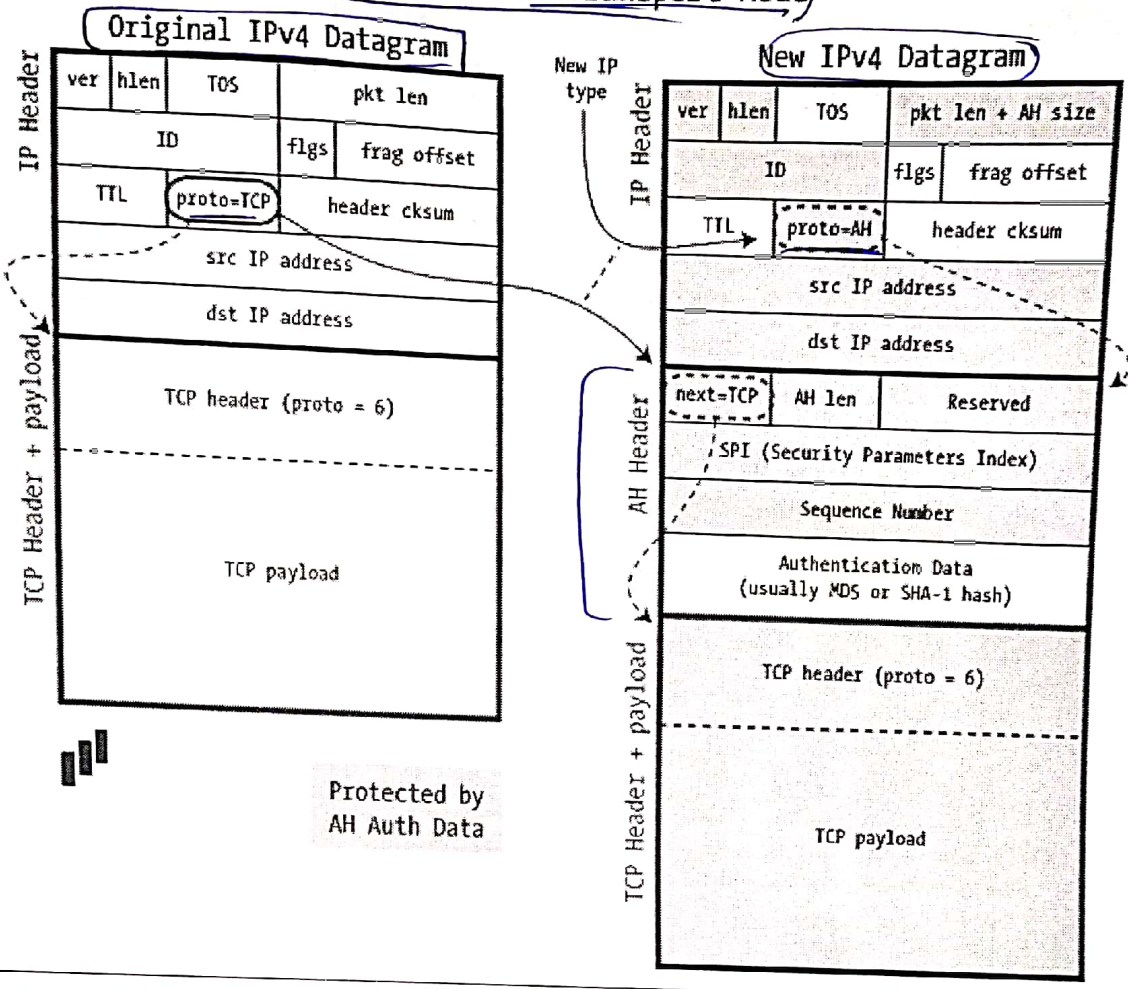 Transport Mode
Original IPv4 Datagram
IP Header
ver hlen TOS pkt len
ID flgs frag offset
TTL proto=TCP header cksum
src IP address
dst IP address
TCP Header + payload
TCP header (proto = 6)
TCP payload
Protected by
AH Auth Data
New IP
type
New IPv4 Datagram
IP Header
ver hlen TOS pkt len + AH size
ID flgs frag offset
TTL proto=AH header cksum
src IP address
dst IP address
AH Header
next=TCP AH len Reserved
SPI (Security Parameters Index)
Sequence Number
Authentication Data
(usually MD5 or SHA-1 hash)
TCP Header + payload
TCP header (proto = 6)
TCP payload